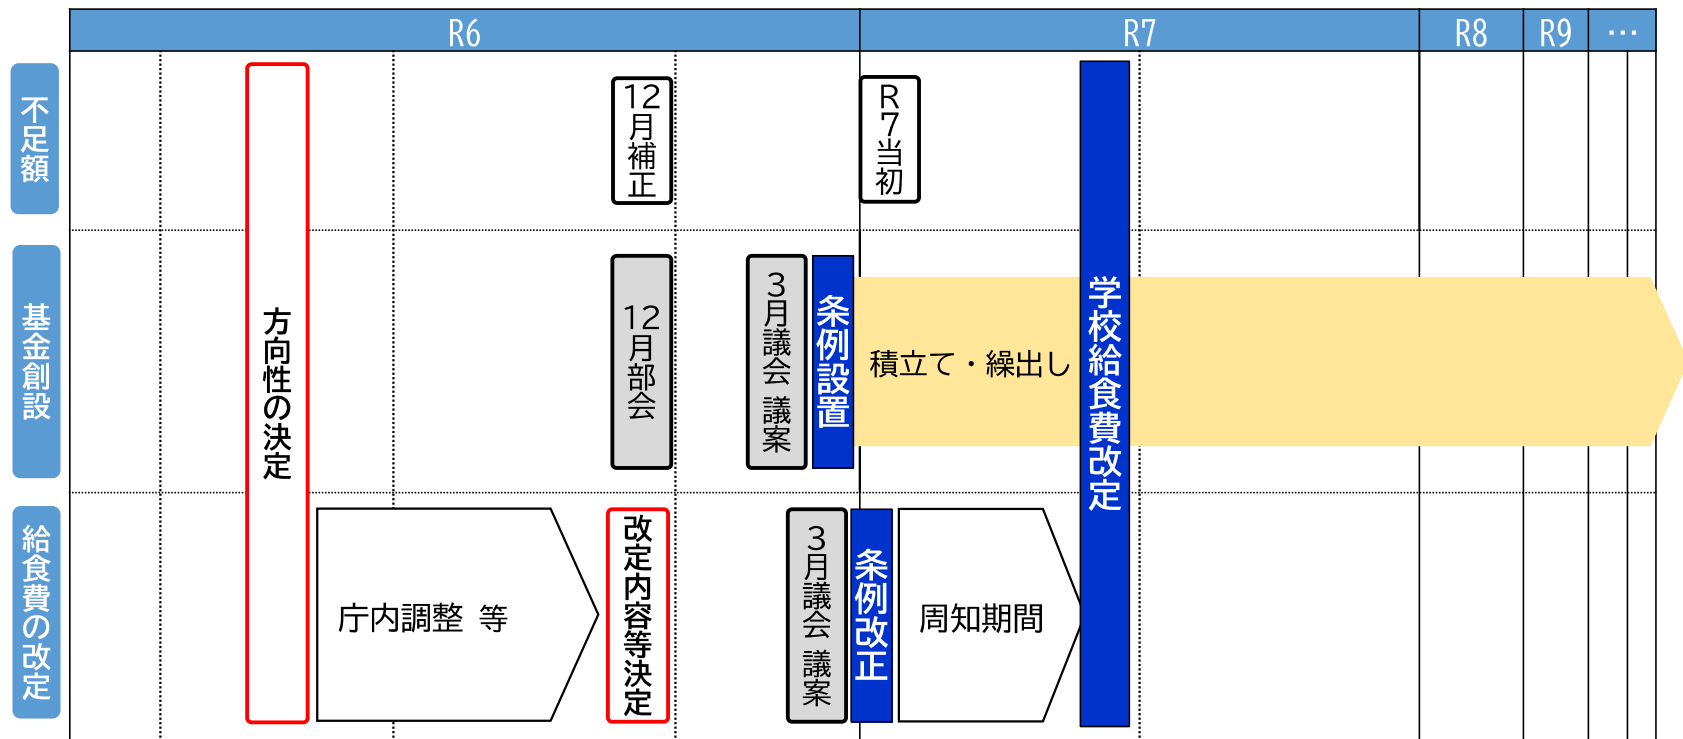 R6
R7
R8
R9
…
不足額
12月補正
R7当初
方向性の決定
学校給食費改定
基金創設
12月部会
3月議会 議案
条例設置
積立て・繰出し
給食費の改定
庁内調整 等
改定内容等決定
3月議会 議案
条例改正
周知期間